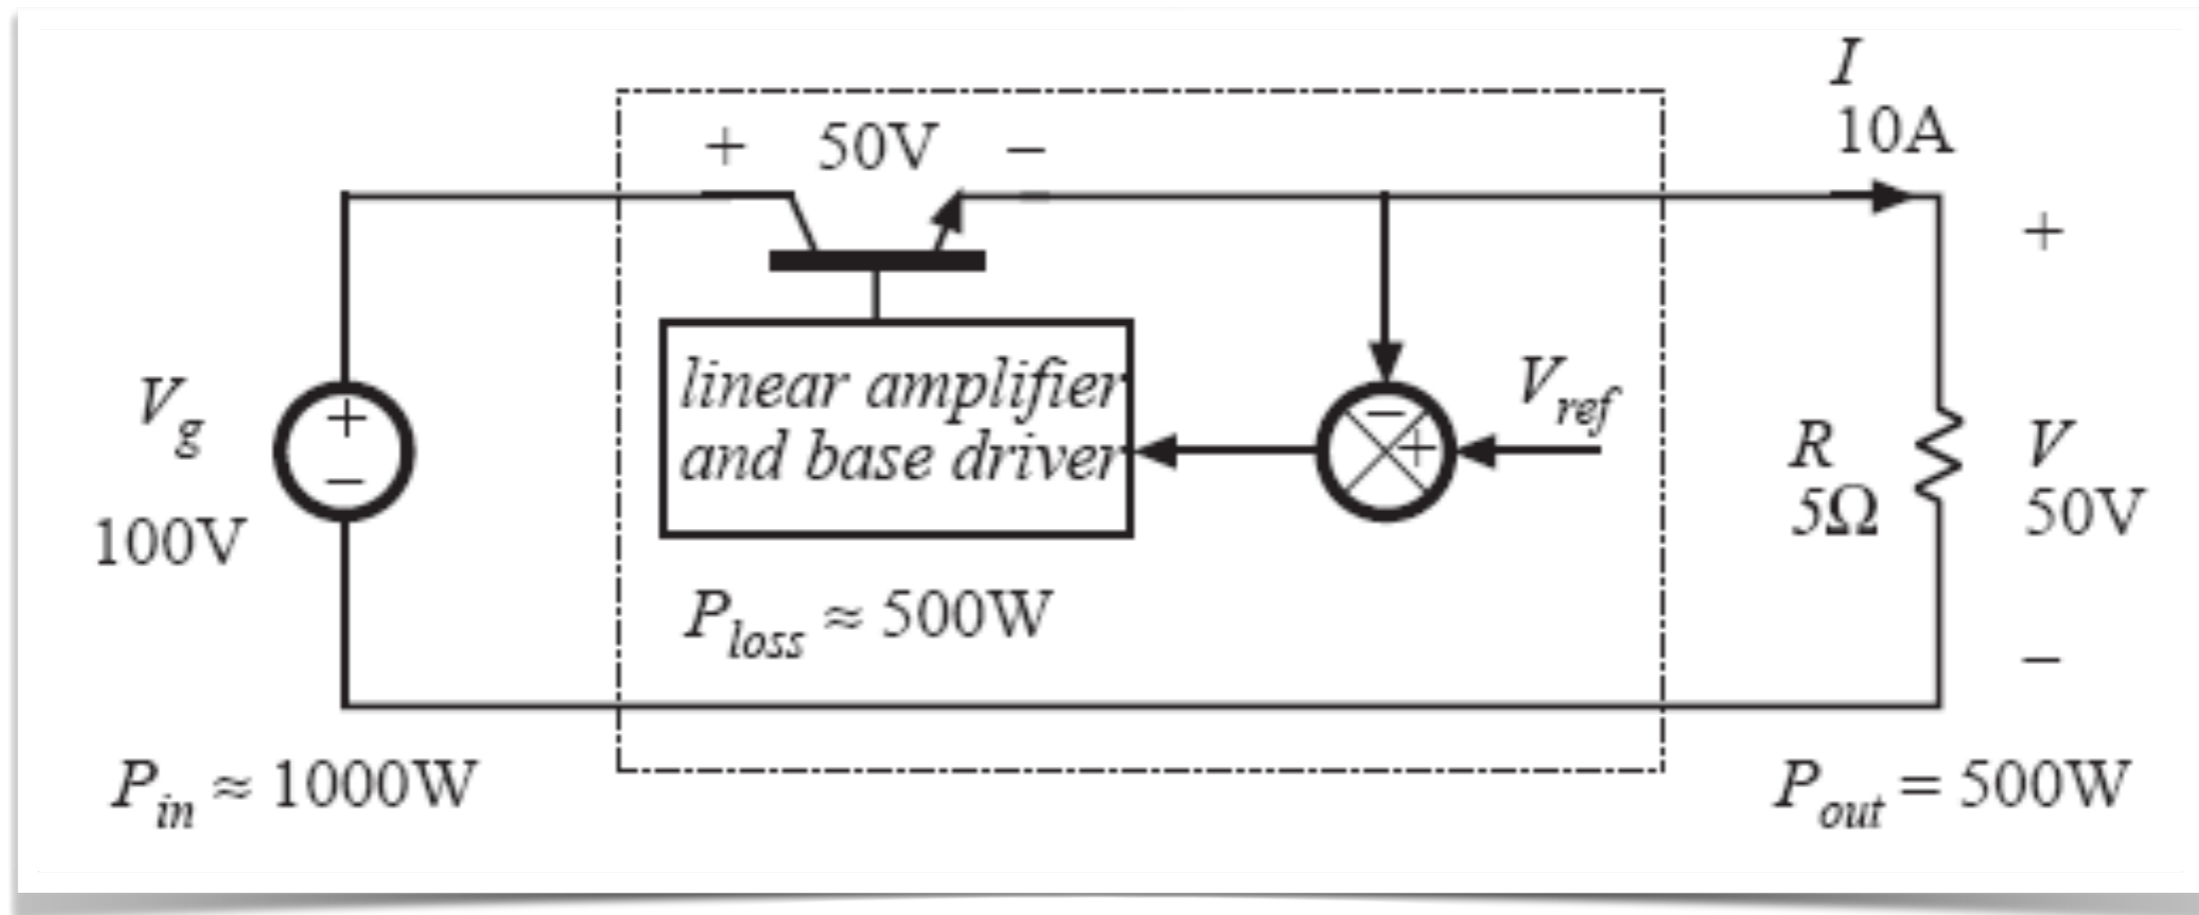 I
10A
+ 50V −
+
V_g
+
−
100V
linear amplifier
and base driver
−
+
V_ref
R
5Ω
V
50V
P_loss ≈ 500W
−
P_in ≈ 1000W
P_out = 500W